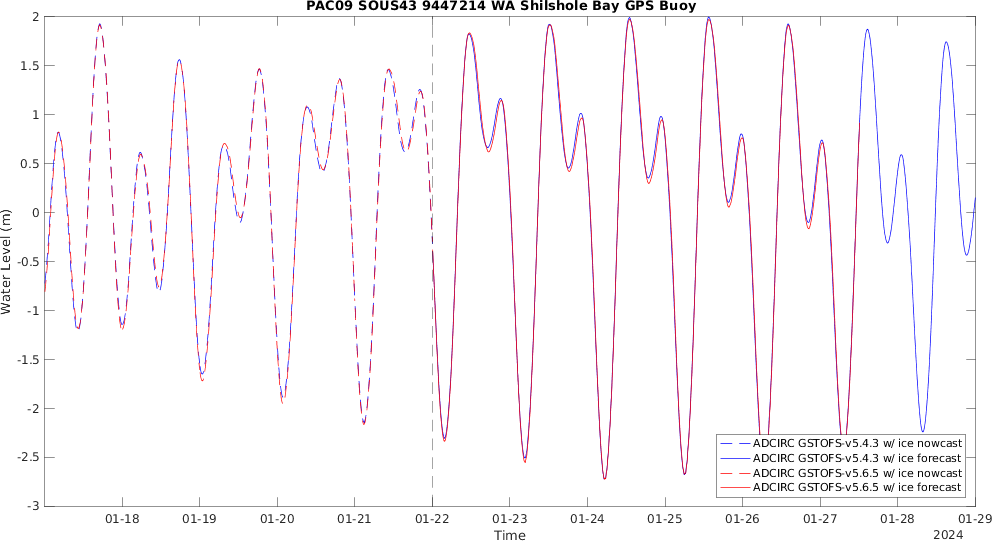 PAC09 SOUS43 9447214 WA Shilshole Bay GPS Buoy
2
1.5
1
0.5
0
-0.5
-1
-1.5
-2
-2.5
-3
Water Level (m)
ADCIRC GSTOFS-v5.4.3 w/ ice nowcast
ADCIRC GSTOFS-v5.4.3 w/ ice forecast
ADCIRC GSTOFS-v5.6.5 w/ ice nowcast
ADCIRC GSTOFS-v5.6.5 w/ ice forecast
01-18 01-19 01-20 01-21 01-22 01-23 01-24 01-25 01-26 01-27 01-28 01-29
Time
2024